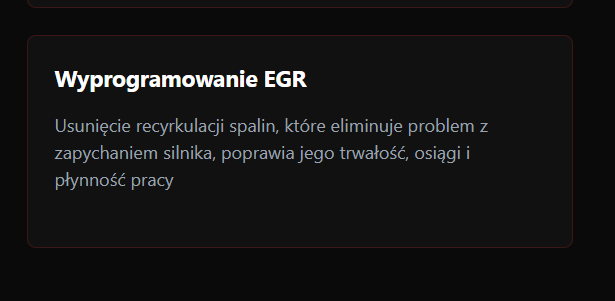 Wyprogramowanie EGR
Usunięcie recyrkulacji spalin, które eliminuje problem z
zapychaniem silnika, poprawia jego trwałość, osiągi i
płynność pracy